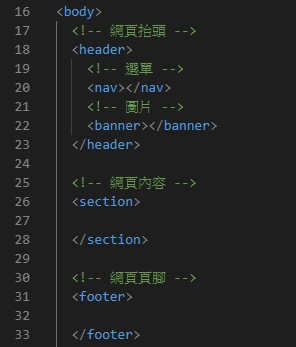 16 <body>
17 <!-- 網頁抬頭 -->
18 <header>
19 <!-- 選單 -->
20 <nav></nav>
21 <!-- 圖片 -->
22 <banner></banner>
23 </header>
24
25 <!-- 網頁內容 -->
26 <section>
27
28 </section>
29
30 <!-- 網頁頁腳 -->
31 <footer>
32
33 </footer>